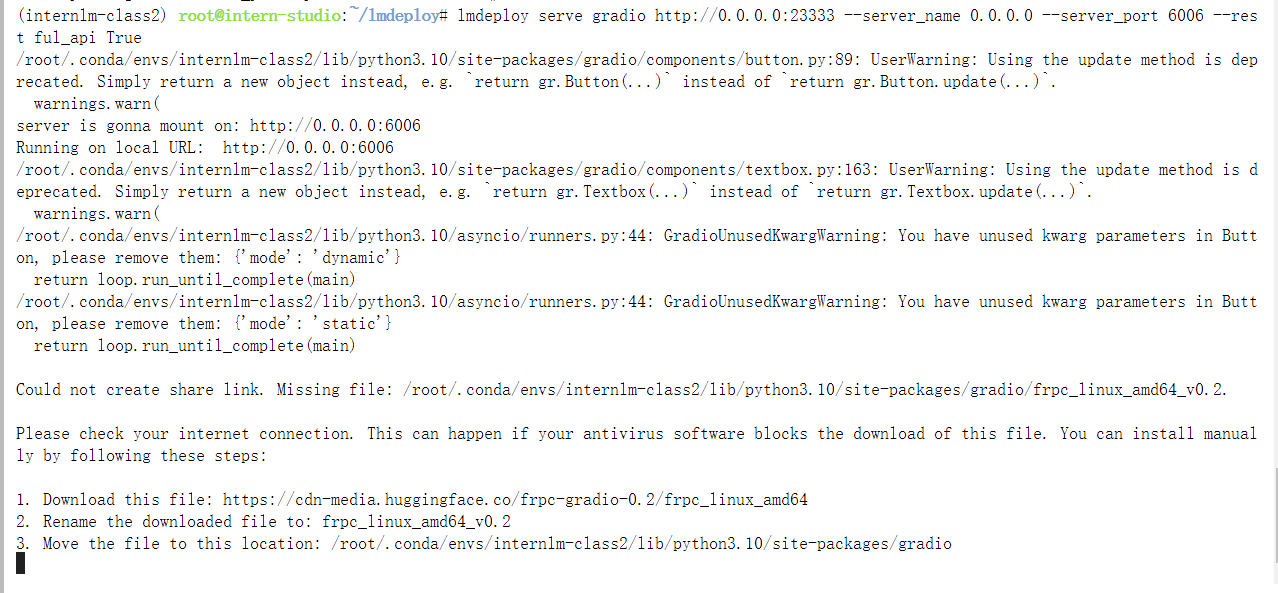 (internlm-class2) root@intern-studio:~/lmdeploy# lmdeploy serve gradio http://0.0.0.0:23333 --server_name 0.0.0.0 --server_port 6006 --res
t ful_api True
/root/.conda/envs/internlm-class2/lib/python3.10/site-packages/gradio/components/button.py:89: UserWarning: Using the update method is dep
recated. Simply return a new object instead, e.g. `return gr.Button(...)` instead of `return gr.Button.update(...)`.
  warnings.warn(
server is gonna mount on: http://0.0.0.0:6006
Running on local URL:  http://0.0.0.0:6006
/root/.conda/envs/internlm-class2/lib/python3.10/site-packages/gradio/components/textbox.py:163: UserWarning: Using the update method is d
eprecated. Simply return a new object instead, e.g. `return gr.Textbox(...)` instead of `return gr.Textbox.update(...)`.
  warnings.warn(
/root/.conda/envs/internlm-class2/lib/python3.10/asyncio/runners.py:44: GradioUnusedKwargWarning: You have unused kwarg parameters in Butt
on, please remove them: {'mode': 'dynamic'}
  return loop.run_until_complete(main)
/root/.conda/envs/internlm-class2/lib/python3.10/asyncio/runners.py:44: GradioUnusedKwargWarning: You have unused kwarg parameters in Butt
on, please remove them: {'mode': 'static'}
  return loop.run_until_complete(main)

Could not create share link. Missing file: /root/.conda/envs/internlm-class2/lib/python3.10/site-packages/gradio/frpc_linux_amd64_v0.2.

Please check your internet connection. This can happen if your antivirus software blocks the download of this file. You can install manual
ly by following these steps:

1. Download this file: https://cdn-media.huggingface.co/frpc-gradio-0.2/frpc_linux_amd64
2. Rename the downloaded file to: frpc_linux_amd64_v0.2
3. Move the file to this location: /root/.conda/envs/internlm-class2/lib/python3.10/site-packages/gradio